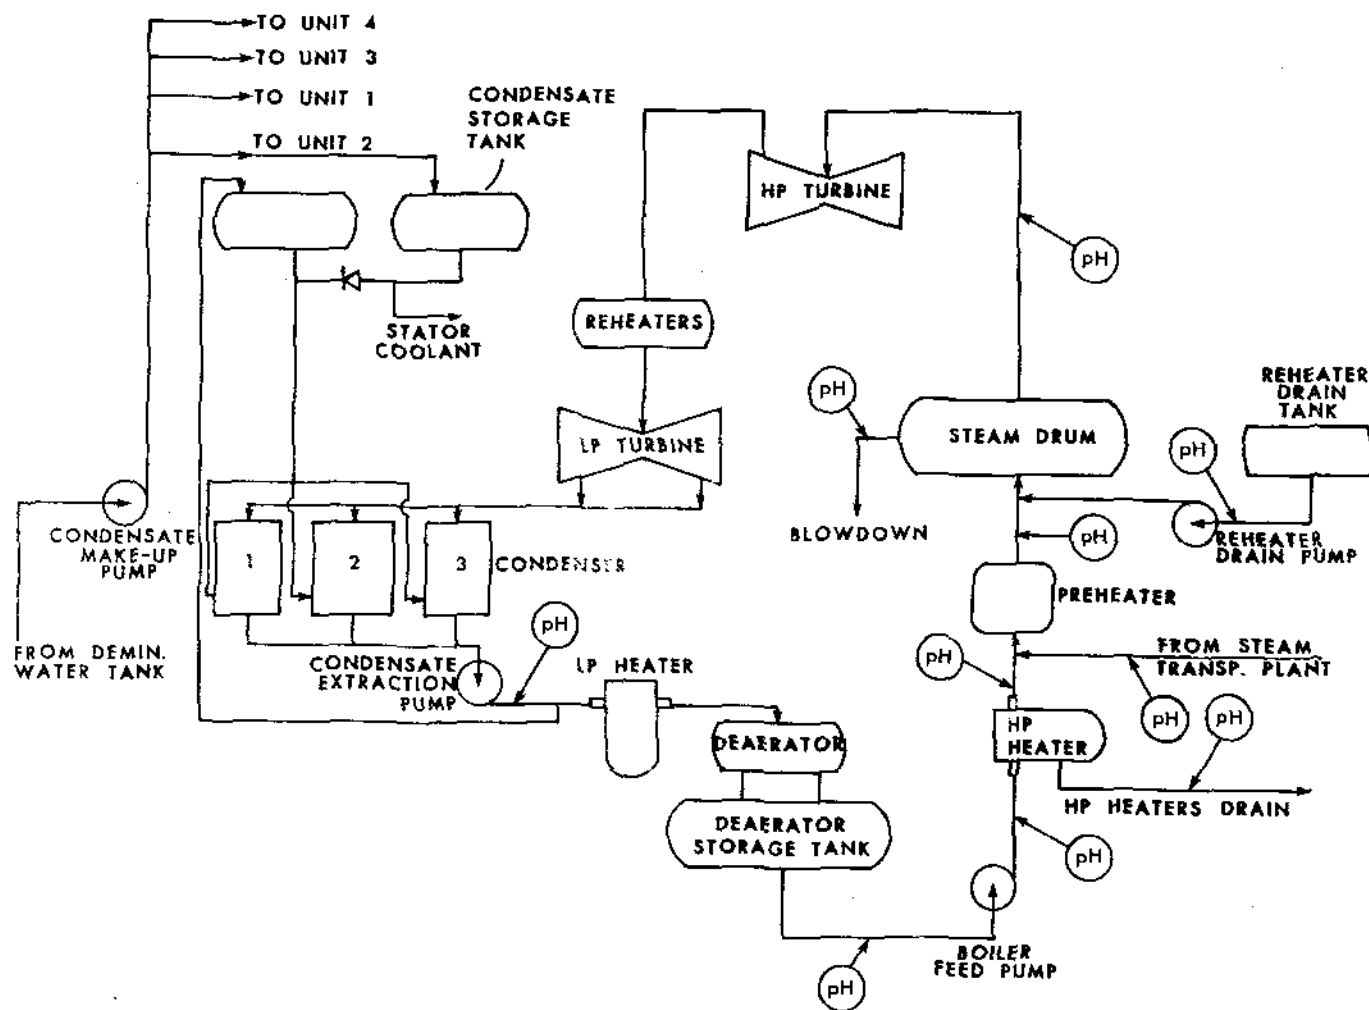 TO UNIT 4
TO UNIT 3
TO UNIT 1
TO UNIT 2
CONDENSATE
STORAGE
TANK
HP TURBINE
pH
STATOR
COOLANT
REHEATERS
pH
REHEATER
DRAIN
TANK
LP TURBINE
STEAM DRUM
pH
BLOWDOWN
pH
REHEATER
DRAIN PUMP
CONDENSATE
MAKE-UP
PUMP
1
2
3
CONDENSER
PREHEATER
FROM DEMIN.
WATER TANK
pH
CONDENSATE
EXTRACTION
PUMP
LP HEATER
pH
FROM STEAM
TRANSP. PLANT
pH
pH
DEAERATOR
HP
HEATER
HP HEATERS DRAIN
DEAERATOR
STORAGE TANK
pH
BOILER
FEED PUMP
pH